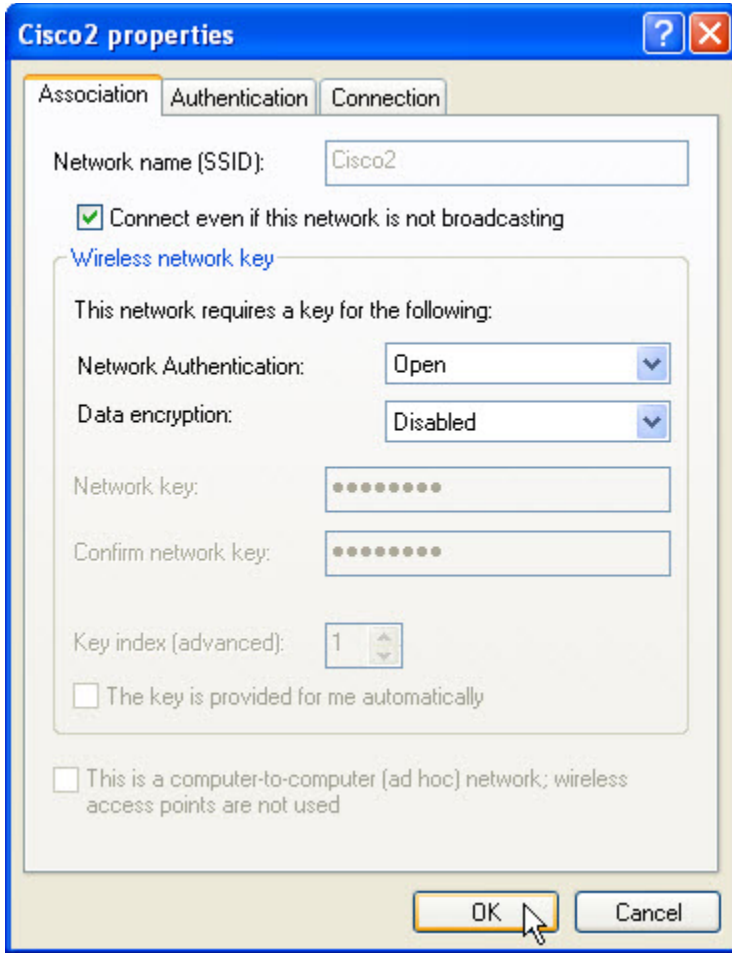 Cisco2 properties
Association
Authentication
Connection
Network name (SSID):
Cisco2
Connect even if this network is not broadcasting
Wireless network key
This network requires a key for the following:
Network Authentication:
Open
Data encryption:
Disabled
Network key:
••••••••
Confirm network key:
••••••••
Key index (advanced):
1
The key is provided for me automatically
This is a computer-to-computer (ad hoc) network; wireless
access points are not used
OK
Cancel